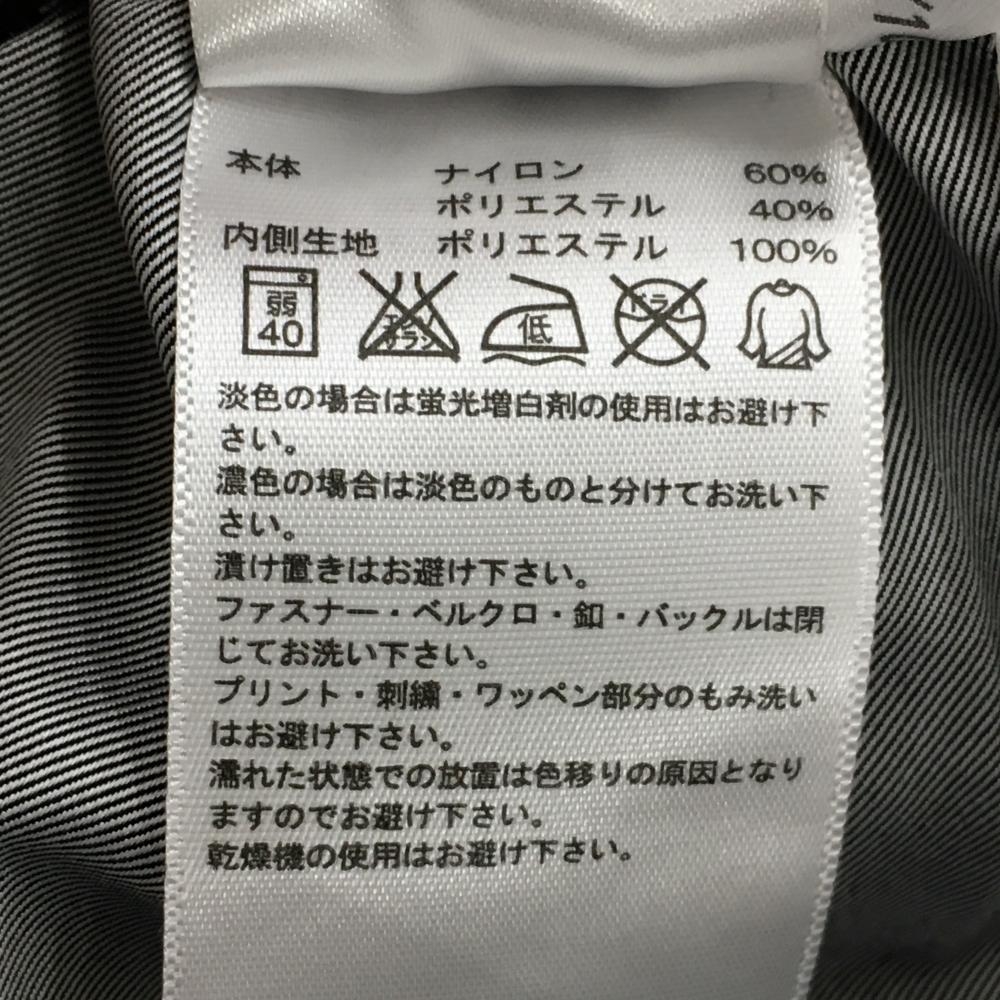 本体 ナイロン 60%
ポリエステル 40%
内側生地 ポリエステル 100%
弱 40 低 ドライ
淡色の場合は蛍光増白剤の使用はお避け下
さい。
濃色の場合は淡色のものと分けてお洗い下
さい。
漬け置きはお避け下さい。
ファスナー・ベルクロ・釦・バックルは閉
じてお洗い下さい。
プリント・刺繍・ワッペン部分のもみ洗い
はお避け下さい。
濡れた状態での放置は色移りの原因となり
ますのでお避け下さい。
乾燥機の使用はお避け下さい。